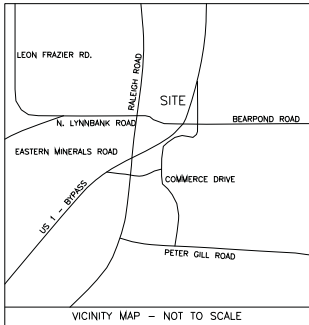 LEON FRAZIER RD.
RALEIGH ROAD
SITE
N. LYNNBANK ROAD
BEARPOND ROAD
EASTERN MINERALS ROAD
COMMERCE DRIVE
US 1 - BYPASS
PETER GILL ROAD
VICINITY MAP - NOT TO SCALE